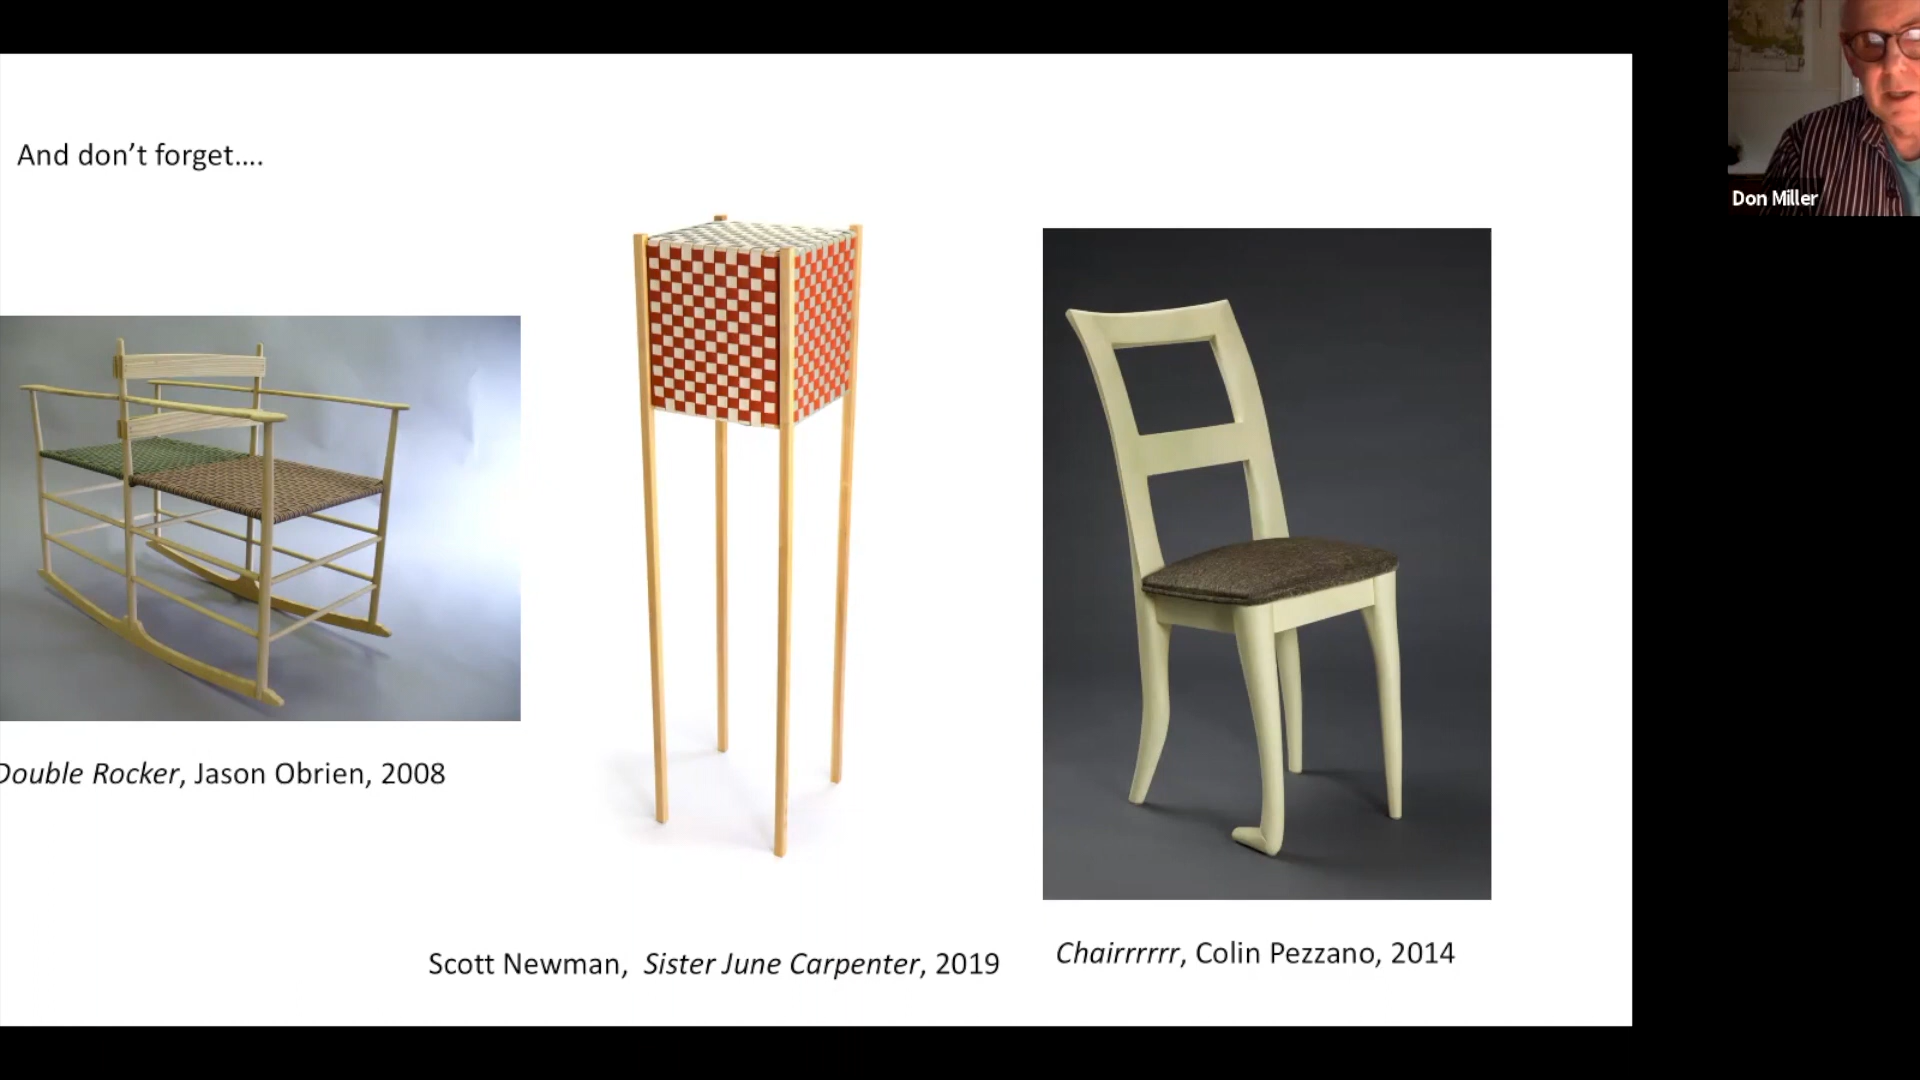 And don’t forget….
Don Miller
Double Rocker, Jason Obrien, 2008
Scott Newman, Sister June Carpenter, 2019
Chairrrrrr, Colin Pezzano, 2014